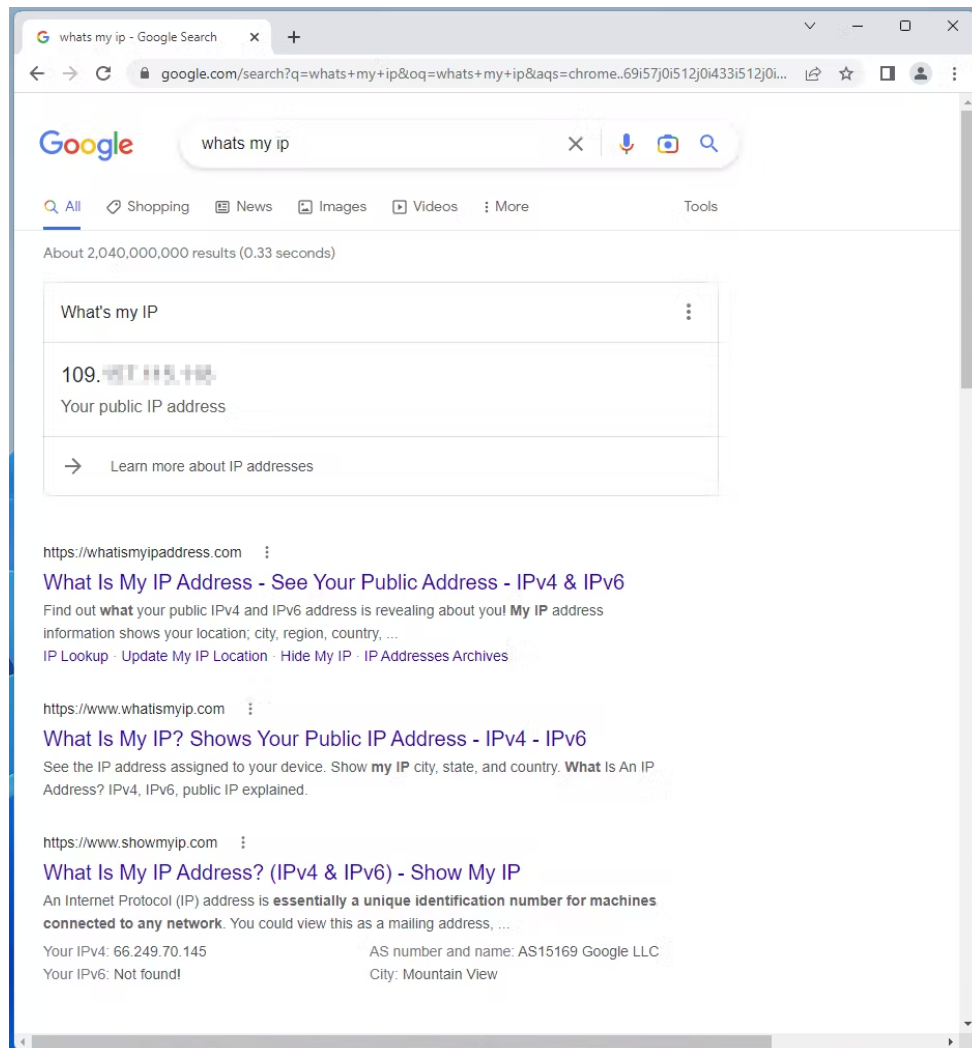 whats my ip - Google Search
google.com/search?q=whats+my+ip&oq=whats+my+ip&aqs=chrome..69i57j0i512j0i433i512j0i...
Google
whats my ip
All Shopping News Images Videos More Tools
About 2,040,000,000 results (0.33 seconds)
What's my IP
109.
Your public IP address
Learn more about IP addresses
https://whatismyipaddress.com
What Is My IP Address - See Your Public Address - IPv4 & IPv6
Find out what your public IPv4 and IPv6 address is revealing about you! My IP address
information shows your location; city, region, country, ...
IP Lookup · Update My IP Location · Hide My IP · IP Addresses Archives
https://www.whatismyip.com
What Is My IP? Shows Your Public IP Address - IPv4 - IPv6
See the IP address assigned to your device. Show my IP city, state, and country. What Is An IP
Address? IPv4, IPv6, public IP explained.
https://www.showmyip.com
What Is My IP Address? (IPv4 & IPv6) - Show My IP
An Internet Protocol (IP) address is essentially a unique identification number for machines
connected to any network. You could view this as a mailing address, ...
Your IPv4: 66.249.70.145 AS number and name: AS15169 Google LLC
Your IPv6: Not found! City: Mountain View